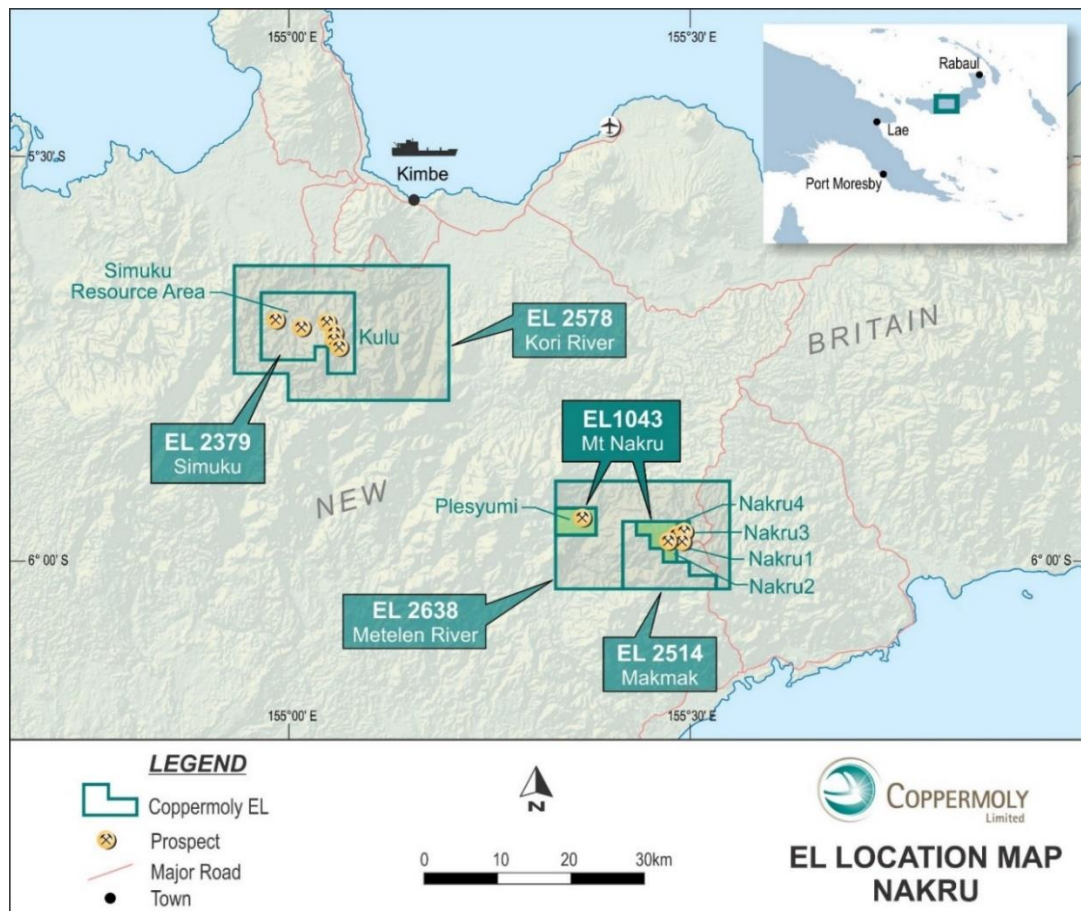 155°00' E
155°30' E
Rabaul
Lae
Port Moresby
5°30' S
Kimbe
Simuku
Resource Area
Kulu
EL 2578
Kori River
BRITAIN
EL 2379
Simuku
EL1043
Mt Nakru
NEW
Plesyumi
Nakru4
Nakru3
Nakru1
Nakru2
6° 00' S
6° 00' S
EL 2638
Metelen River
EL 2514
Makmak
155°00' E
155°30' E
LEGEND
Coppermoly EL
Prospect
Major Road
Town
N
0 10 20 30km
COPPERMOLY
Limited
EL LOCATION MAP
NAKRU